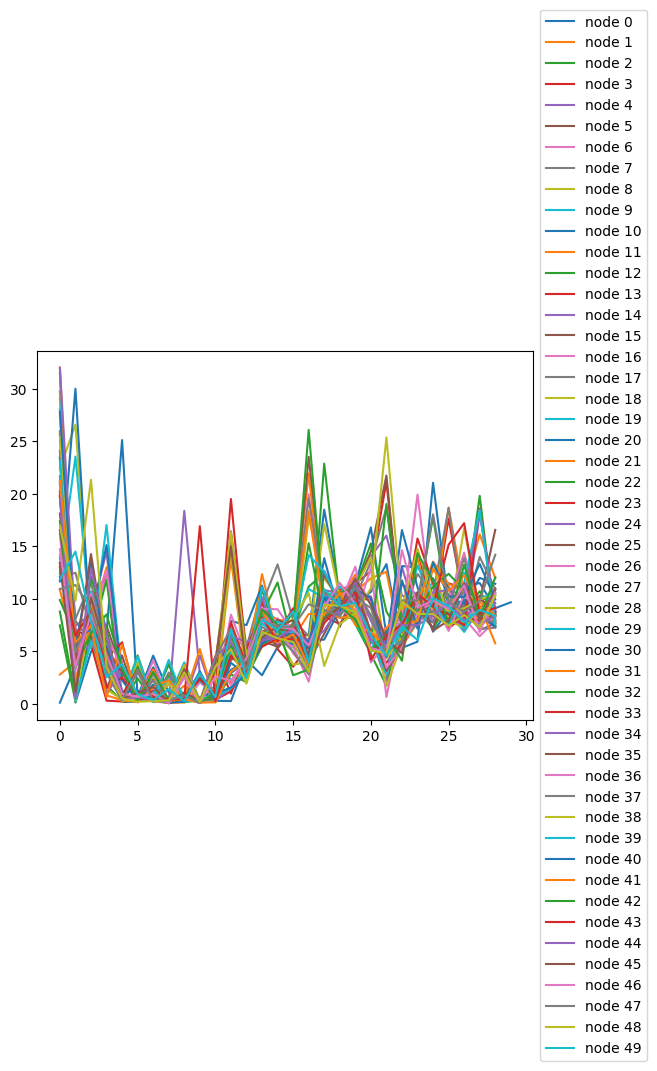 30
25
20
15
10
5
0
0 5 10 15 20 25 30
node 0
node 1
node 2
node 3
node 4
node 5
node 6
node 7
node 8
node 9
node 10
node 11
node 12
node 13
node 14
node 15
node 16
node 17
node 18
node 19
node 20
node 21
node 22
node 23
node 24
node 25
node 26
node 27
node 28
node 29
node 30
node 31
node 32
node 33
node 34
node 35
node 36
node 37
node 38
node 39
node 40
node 41
node 42
node 43
node 44
node 45
node 46
node 47
node 48
node 49